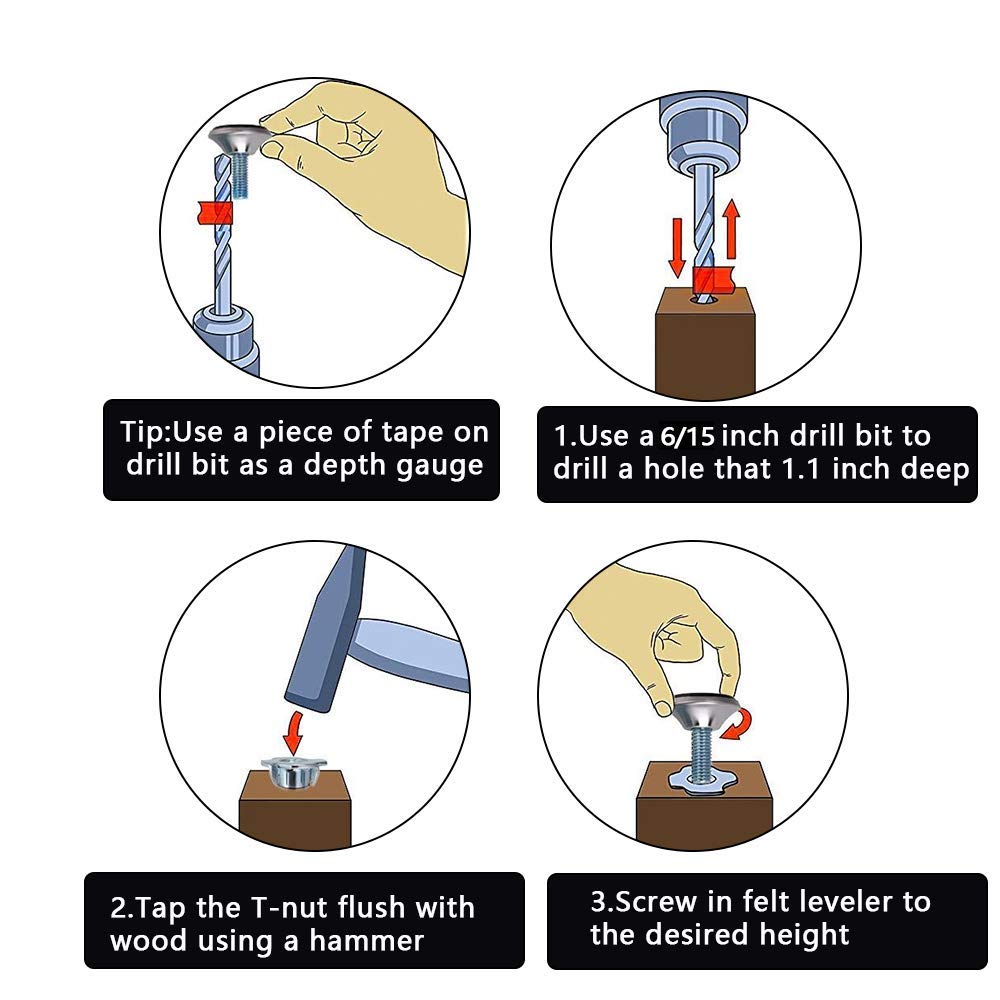 Tip:Use a piece of tape on
drill bit as a depth gauge
1.Use a 6/15 inch drill bit to
drill a hole that 1.1 inch deep
2.Tap the T-nut flush with
wood using a hammer
3.Screw in felt leveler to
the desired height